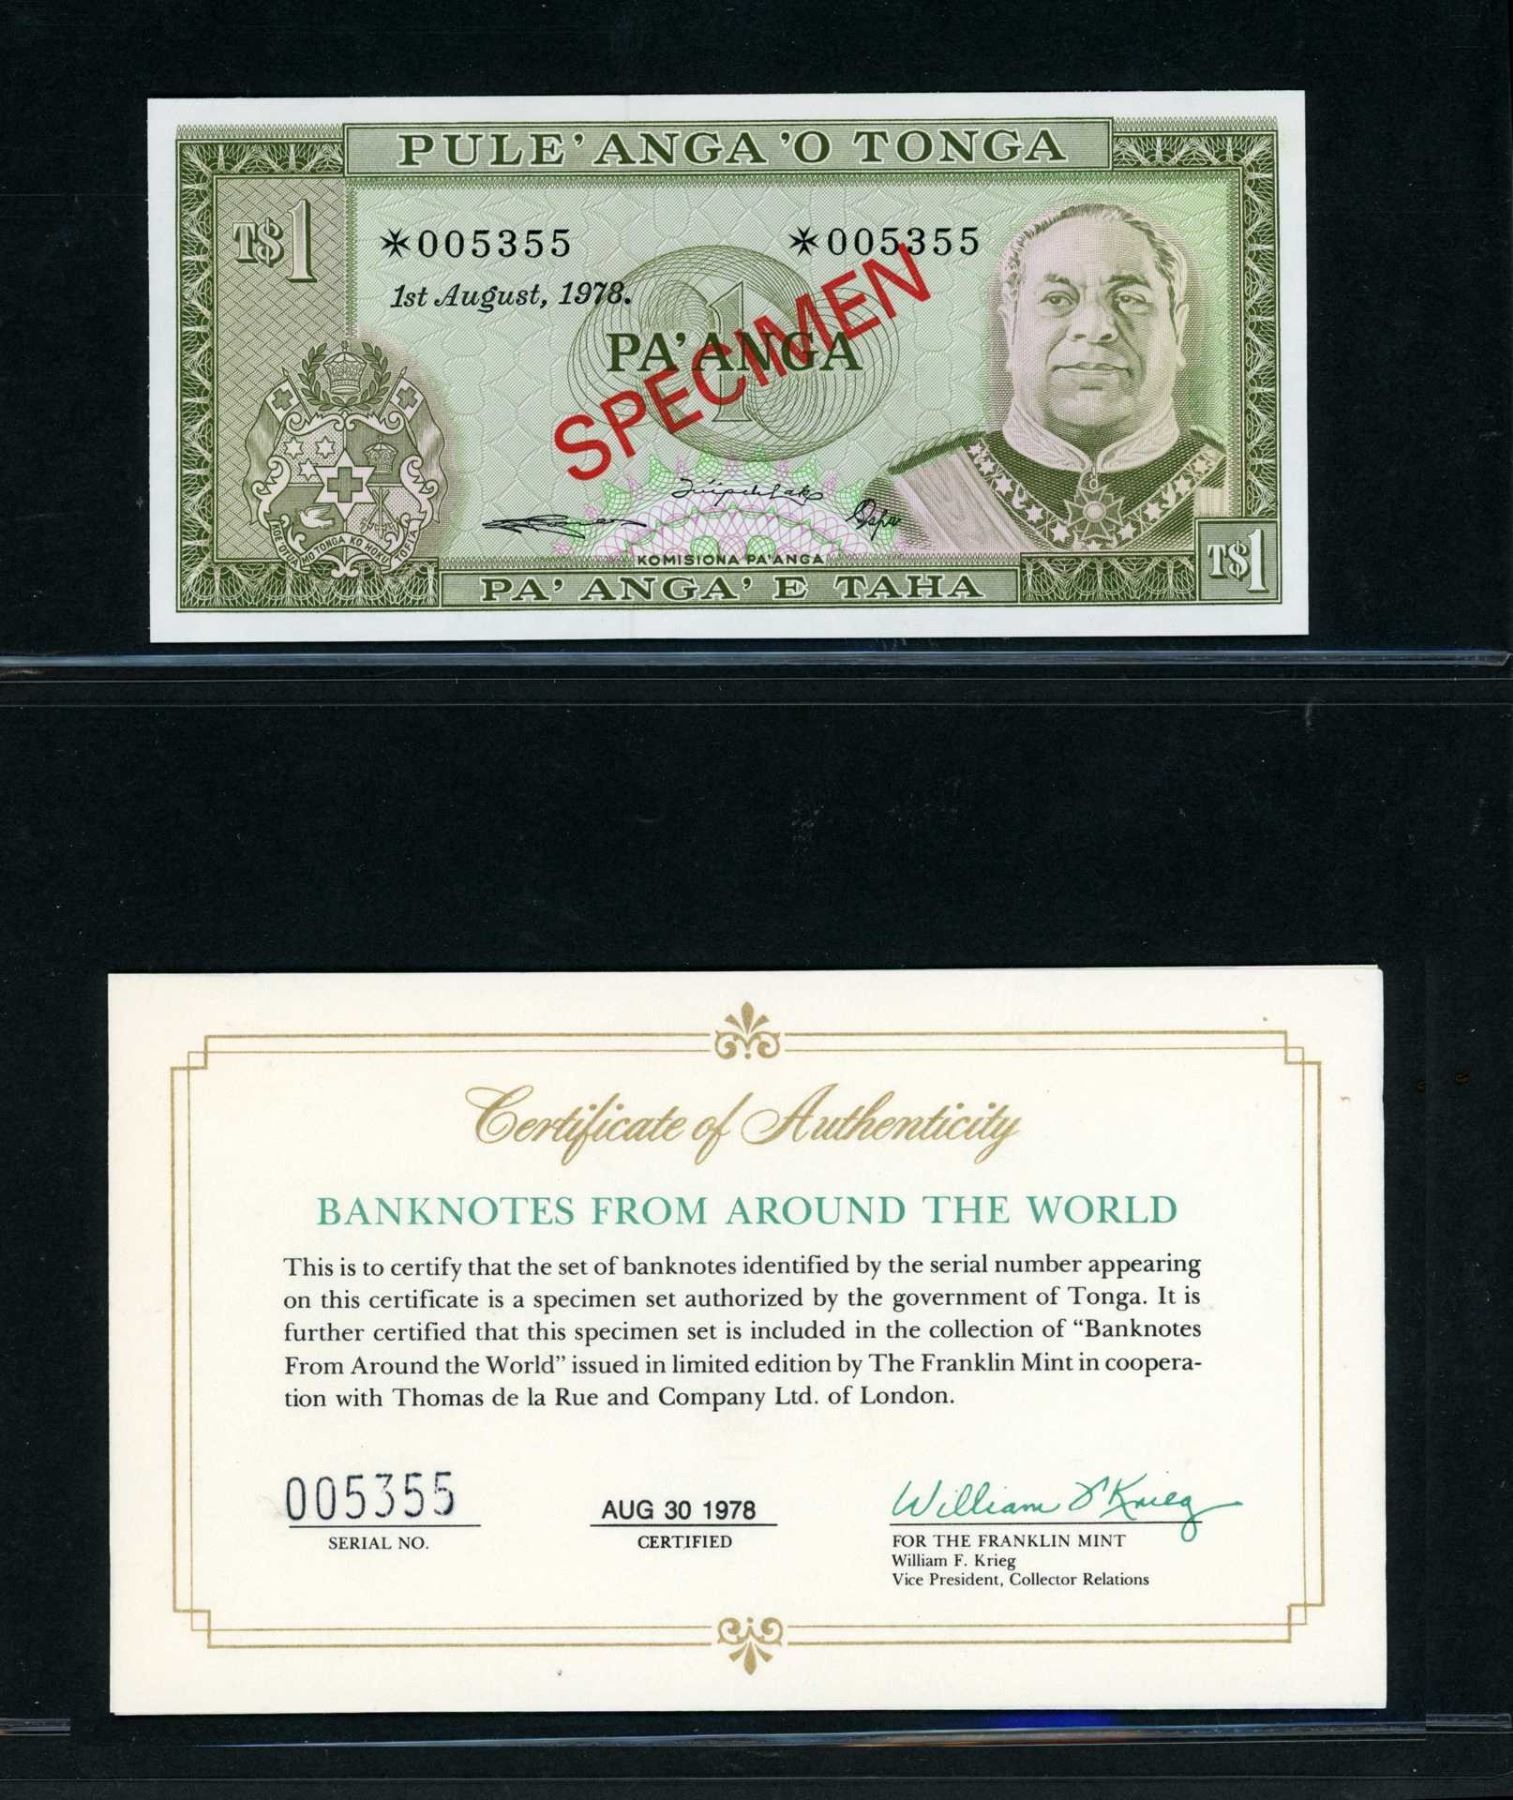 PULE'ANGA 'O TONGA
T$1
*005355 *005355
1st August, 1978.
1
PA'ANGA
SPECIMEN
KOMISIONA PA'ANGA
PA'ANGA' E TAHA
T$1
Certificate of Authenticity
BANKNOTES FROM AROUND THE WORLD
This is to certify that the set of banknotes identified by the serial number appearing
on this certificate is a specimen set authorized by the government of Tonga. It is
further certified that this specimen set is included in the collection of “Banknotes
From Around the World” issued in limited edition by The Franklin Mint in coopera-
tion with Thomas de la Rue and Company Ltd. of London.
005355
SERIAL NO.
AUG 30 1978
CERTIFIED
William F Krieg
FOR THE FRANKLIN MINT
William F. Krieg
Vice President, Collector Relations